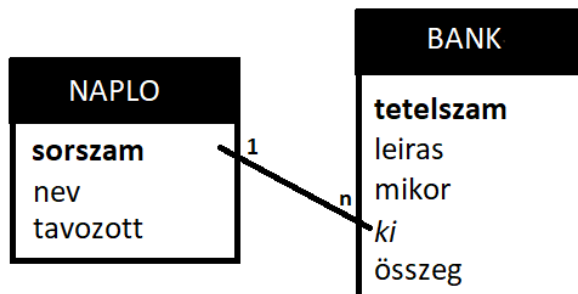 NAPLO
sorszam
nev
tavozott
1
n
BANK
tetelszam
leiras
mikor
ki
összeg